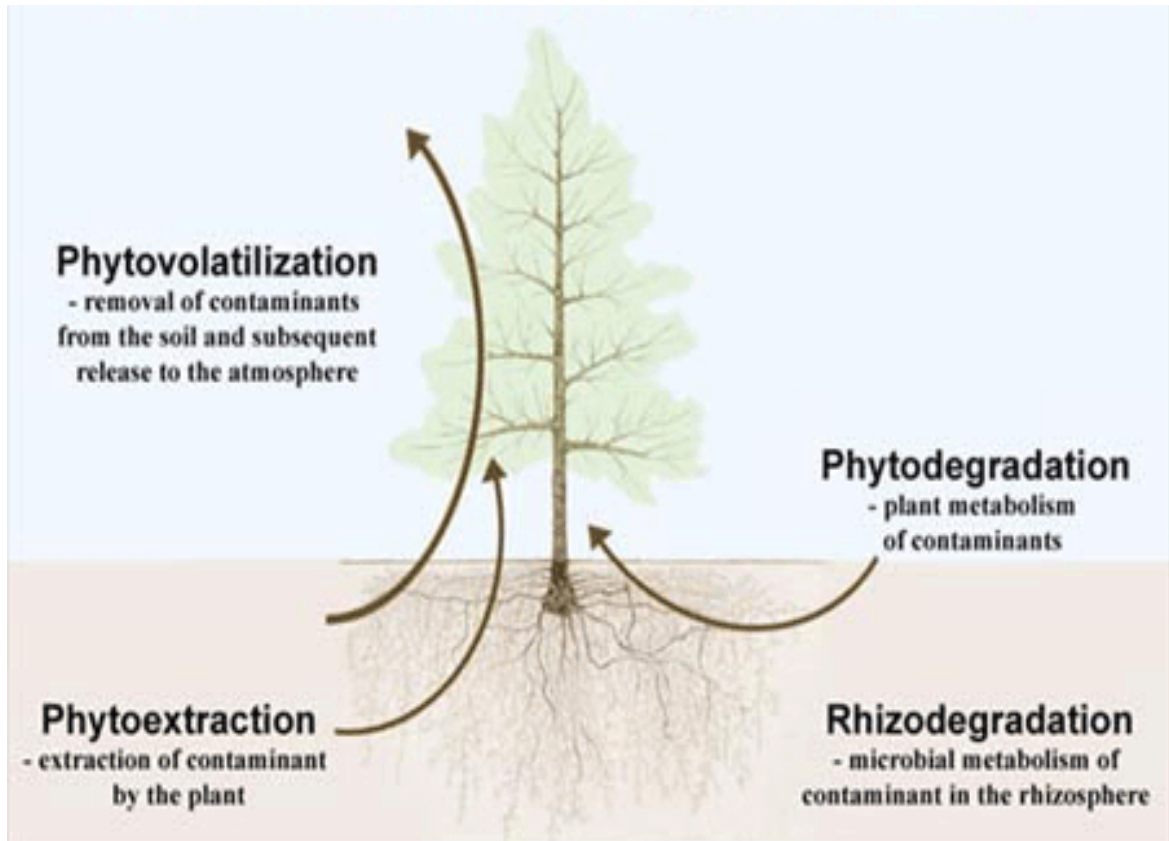 Phytovolatilization
- removal of contaminants
from the soil and subsequent
release to the atmosphere
Phytodegradation
- plant metabolism
of contaminants
Phytoextraction
- extraction of contaminant
by the plant
Rhizodegradation
- microbial metabolism of
contaminant in the rhizosphere